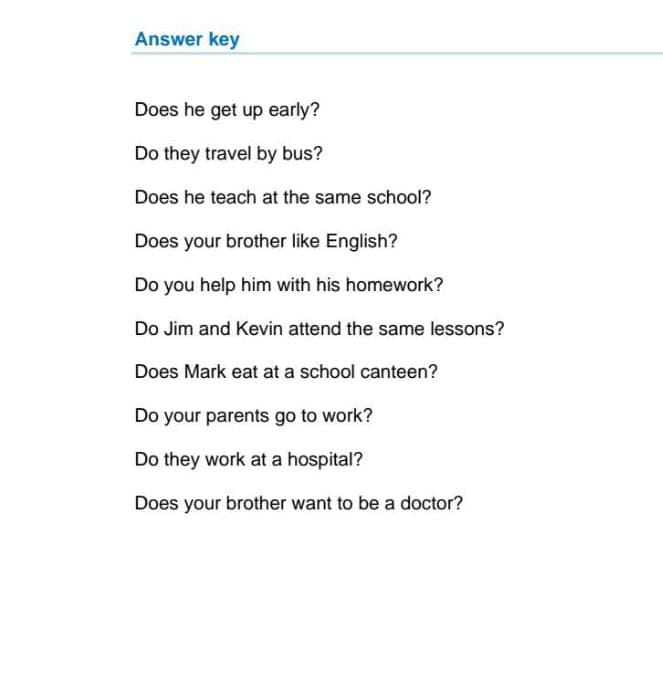 Answer key
Does he get up early?
Do they travel by bus?
Does he teach at the same school?
Does your brother like English?
Do you help him with his homework?
Do Jim and Kevin attend the same lessons?
Does Mark eat at a school canteen?
Do your parents go to work?
Do they work at a hospital?
Does your brother want to be a doctor?